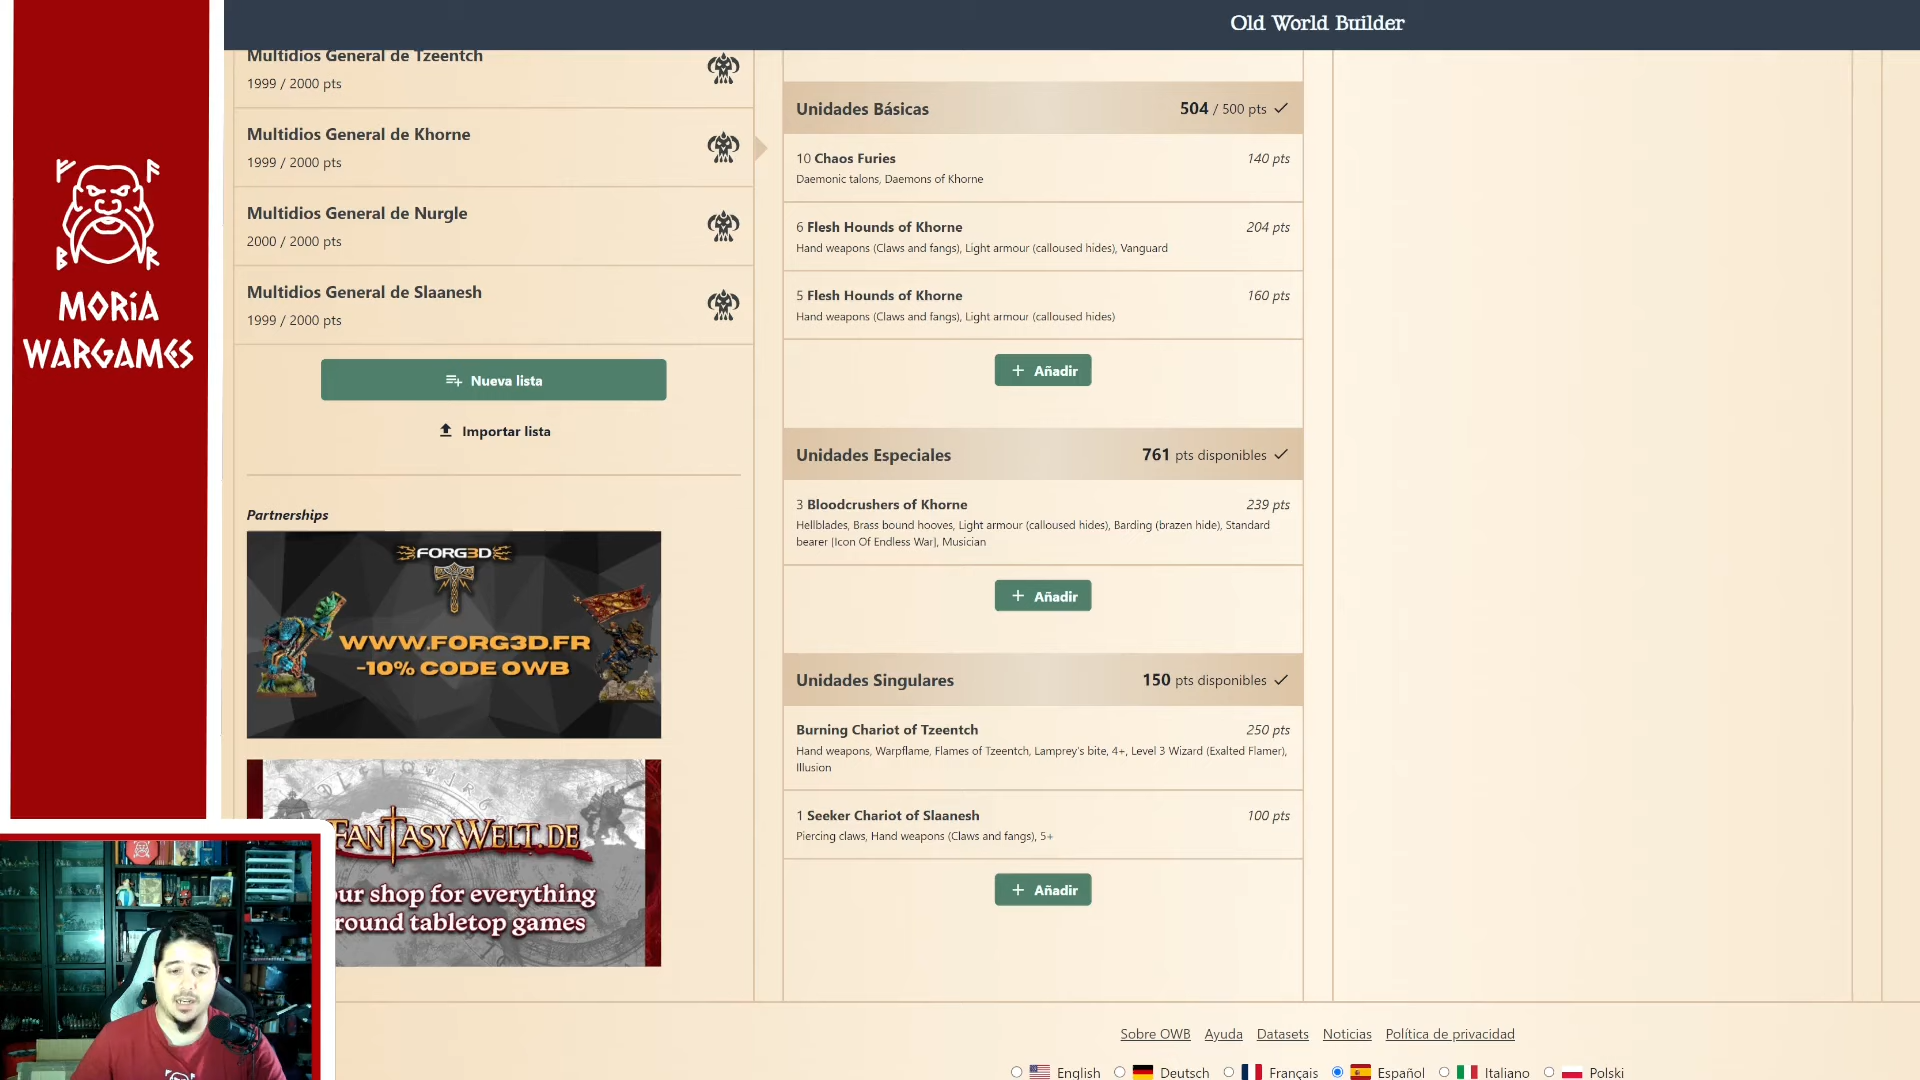 Old World Builder
Multidios General de Tzeentch
1999 / 2000 pts
Multidios General de Khorne
1999 / 2000 pts
Multidios General de Nurgle
2000 / 2000 pts
Multidios General de Slaanesh
1999 / 2000 pts
Nueva lista
Importar lista
Partnerships
FORG3D
WWW.FORG3D.FR
-10% CODE OWB
FANTASYWELT.DE
our shop for everything
round tabletop games
MORiA
WARGAMES
Unidades Básicas
504 / 500 pts
10 Chaos Furies
140 pts
Daemonic talons, Daemons of Khorne
6 Flesh Hounds of Khorne
204 pts
Hand weapons (Claws and fangs), Light armour (calloused hides), Vanguard
5 Flesh Hounds of Khorne
160 pts
Hand weapons (Claws and fangs), Light armour (calloused hides)
Añadir
Unidades Especiales
761 pts disponibles
3 Bloodcrushers of Khorne
239 pts
Hellblades, Brass bound hooves, Light armour (calloused hides), Barding (brazen hide), Standard
bearer [Icon Of Endless War], Musician
Añadir
Unidades Singulares
150 pts disponibles
Burning Chariot of Tzeentch
250 pts
Hand weapons, Warpflame, Flames of Tzeentch, Lamprey's bite, 4+, Level 3 Wizard (Exalted Flamer),
Illusion
1 Seeker Chariot of Slaanesh
100 pts
Piercing claws, Hand weapons (Claws and fangs), 5+
Añadir
Sobre OWB Ayuda Datasets Noticias Política de privacidad
English Deutsch Français Español Italiano Polski